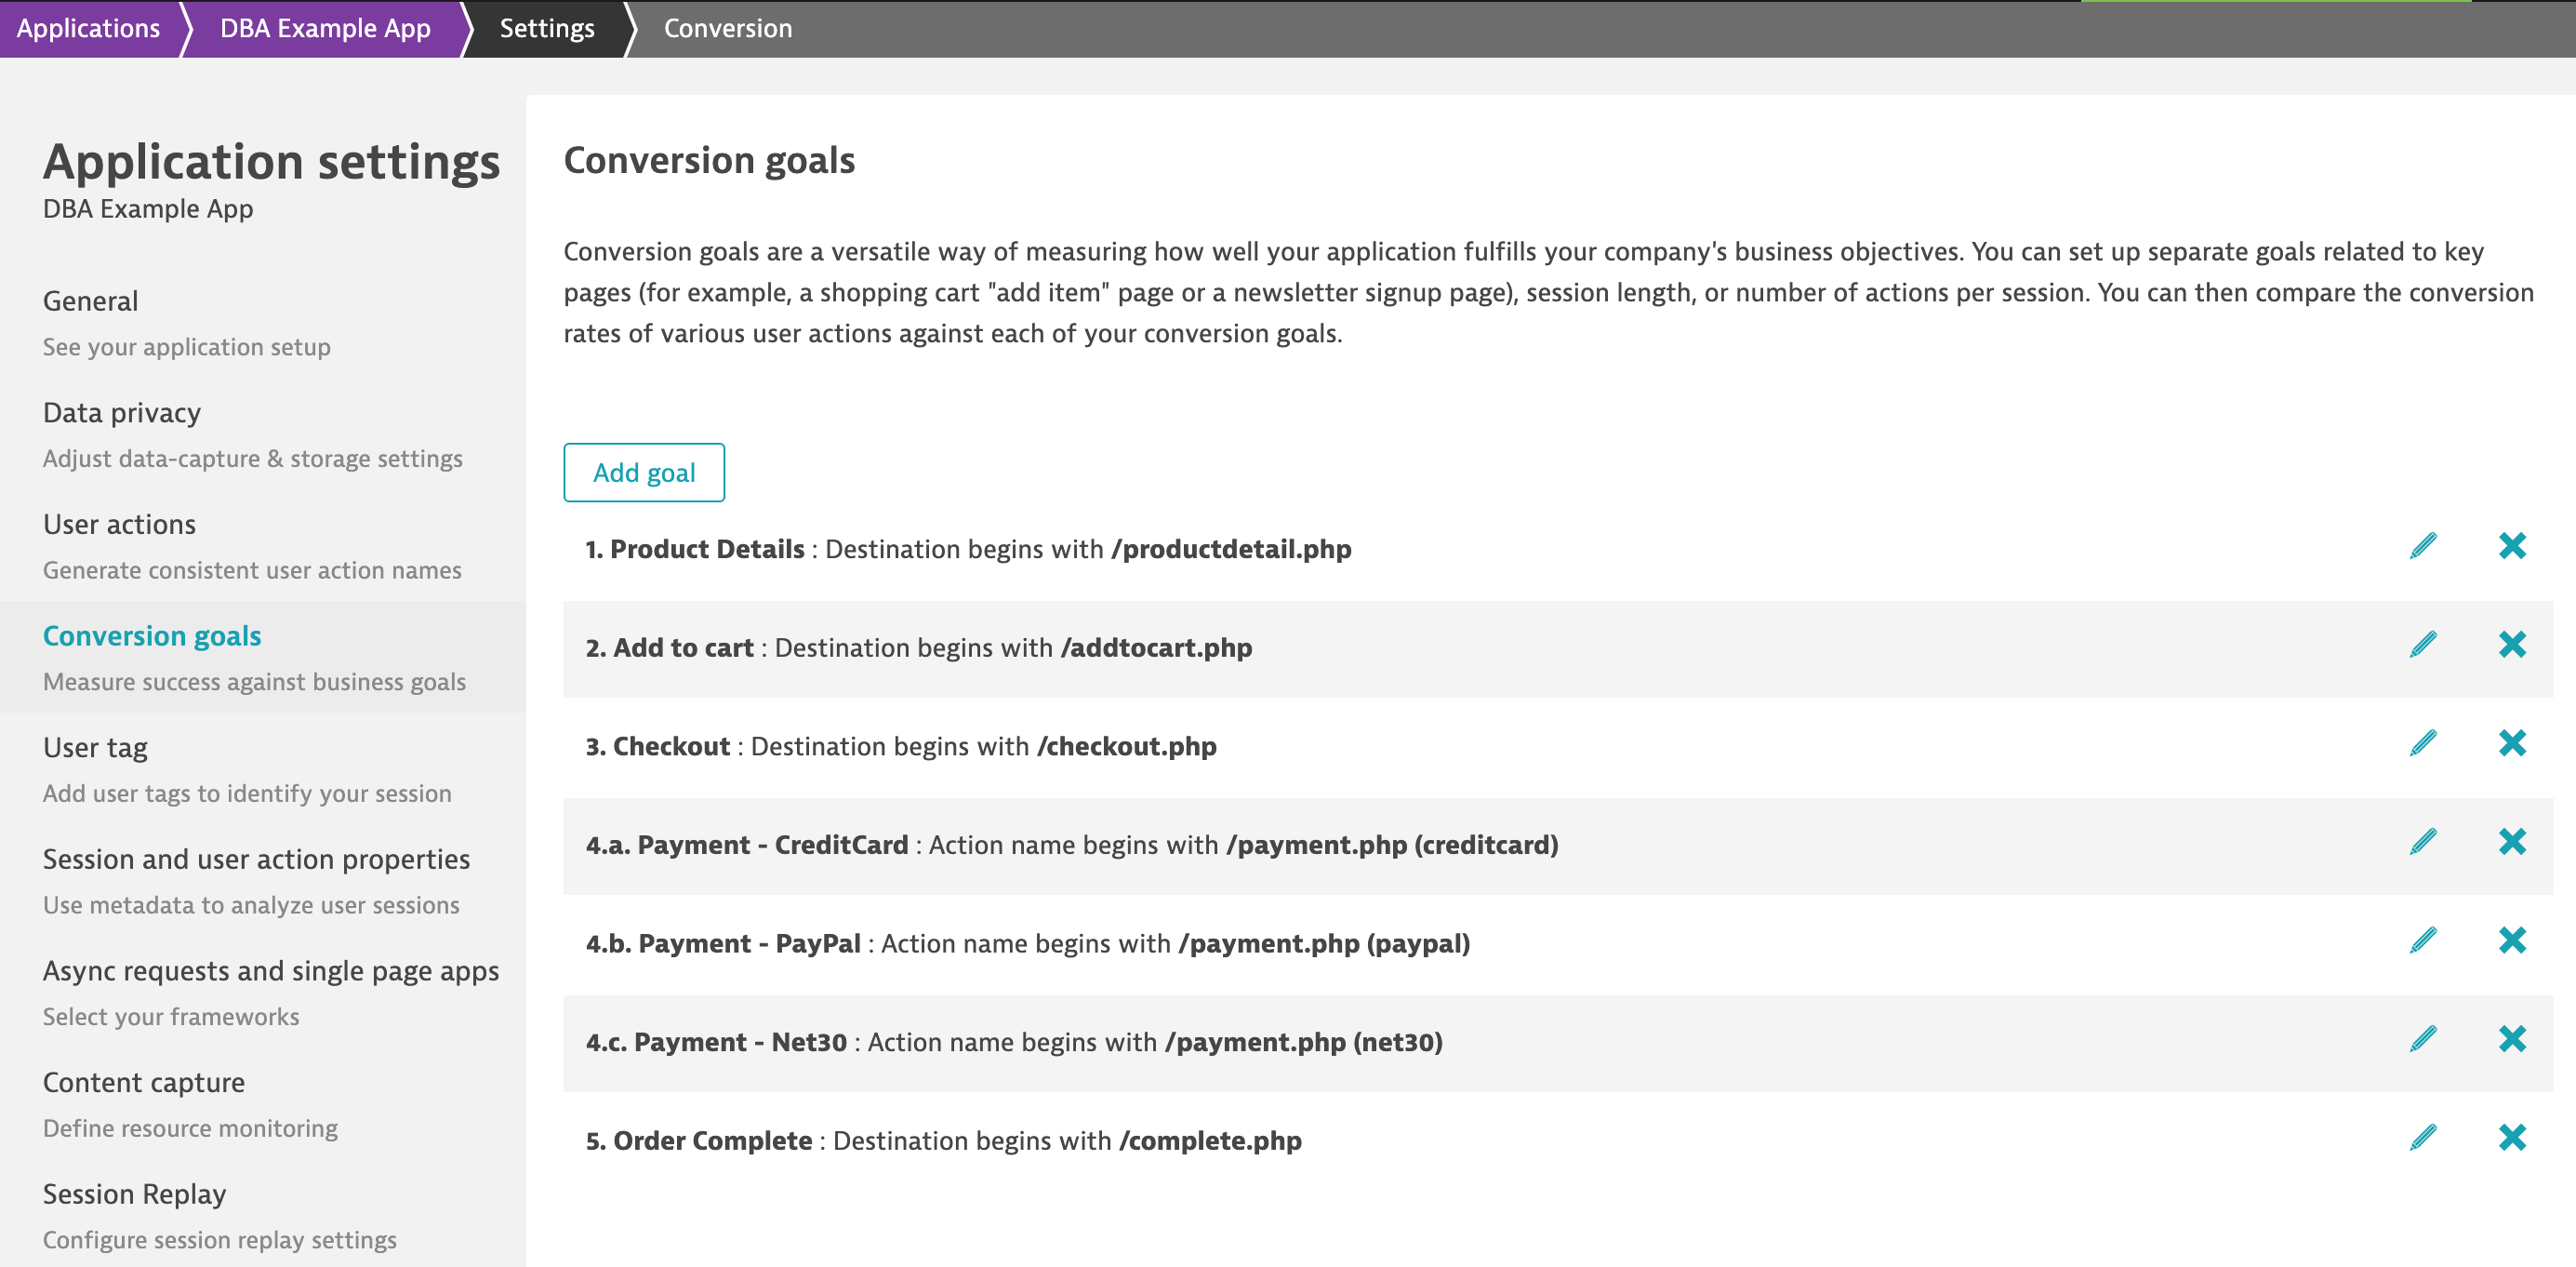 Applications
DBA Example App
Settings
Conversion
Application settings
DBA Example App
General
See your application setup
Data privacy
Adjust data-capture & storage settings
User actions
Generate consistent user action names
Conversion goals
Measure success against business goals
User tag
Add user tags to identify your session
Session and user action properties
Use metadata to analyze user sessions
Async requests and single page apps
Select your frameworks
Content capture
Define resource monitoring
Session Replay
Configure session replay settings
Conversion goals
Conversion goals are a versatile way of measuring how well your application fulfills your company's business objectives. You can set up separate goals related to key
pages (for example, a shopping cart "add item" page or a newsletter signup page), session length, or number of actions per session. You can then compare the conversion
rates of various user actions against each of your conversion goals.
Add goal
1. Product Details : Destination begins with /productdetail.php
2. Add to cart : Destination begins with /addtocart.php
3. Checkout : Destination begins with /checkout.php
4.a. Payment - CreditCard : Action name begins with /payment.php (creditcard)
4.b. Payment - PayPal : Action name begins with /payment.php (paypal)
4.c. Payment - Net30 : Action name begins with /payment.php (net30)
5. Order Complete : Destination begins with /complete.php